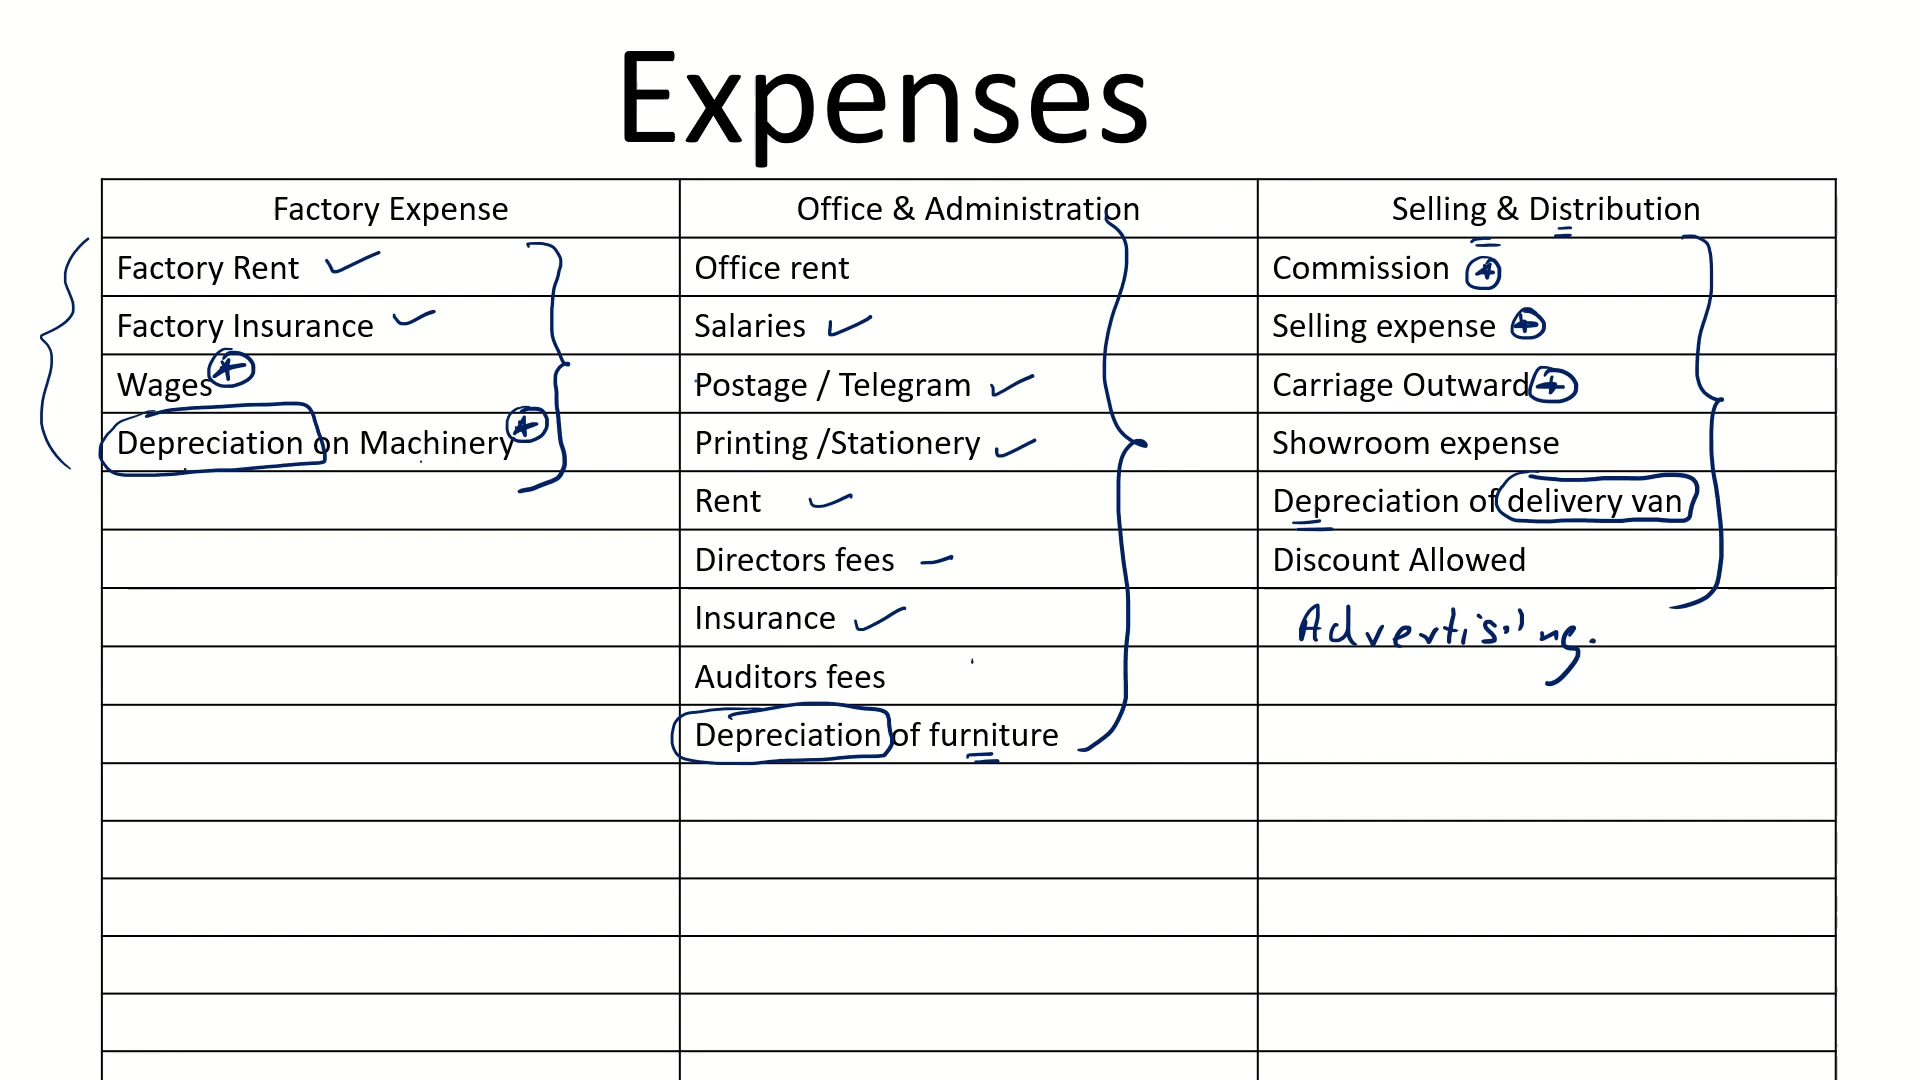 Expenses
Factory Expense
Office & Administration
Selling & Distribution
Factory Rent
Office rent
Commission
Factory Insurance
Salaries
Selling expense
Wages
Postage / Telegram
Carriage Outward
Depreciation on Machinery
Printing /Stationery
Showroom expense
Rent
Depreciation of delivery van
Directors fees
Discount Allowed
Insurance
Advertising.
Auditors fees
Depreciation of furniture